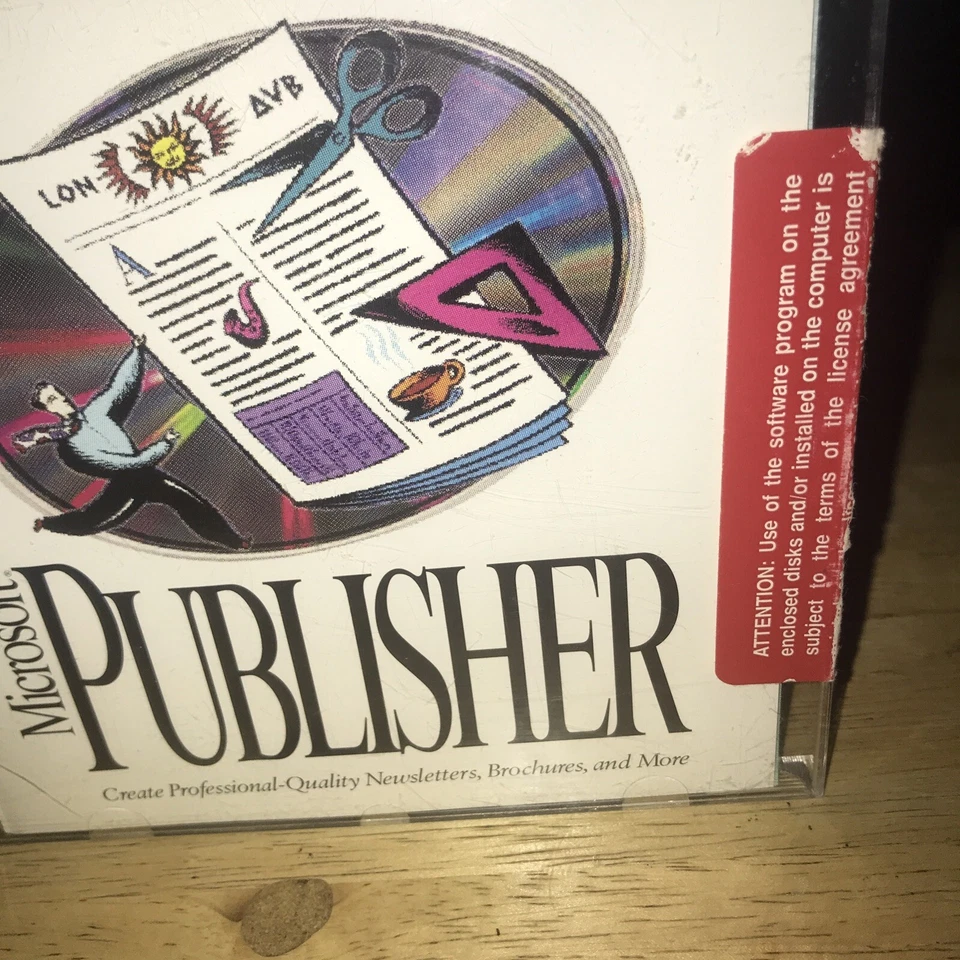 LON
AVB
A
Microsoft®
PUBLISHER
Create Professional-Quality Newsletters, Brochures, and More
ATTENTION: Use of the software program on the
enclosed disks and/or installed on the computer is
subject to the terms of the license agreement